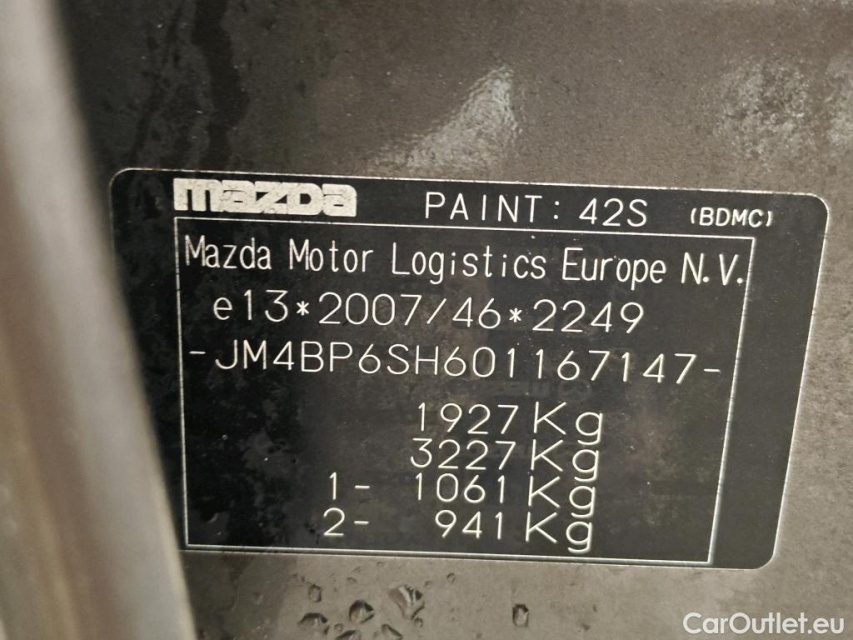 mazda PAINT: 42S (BDMC)
Mazda Motor Logistics Europe N.V.
e13*2007/46*2249
-JM4BP6SH601167147-
1927Kg
3227Kg
1- 1061Kg
2- 941Kg
CarOutlet.eu